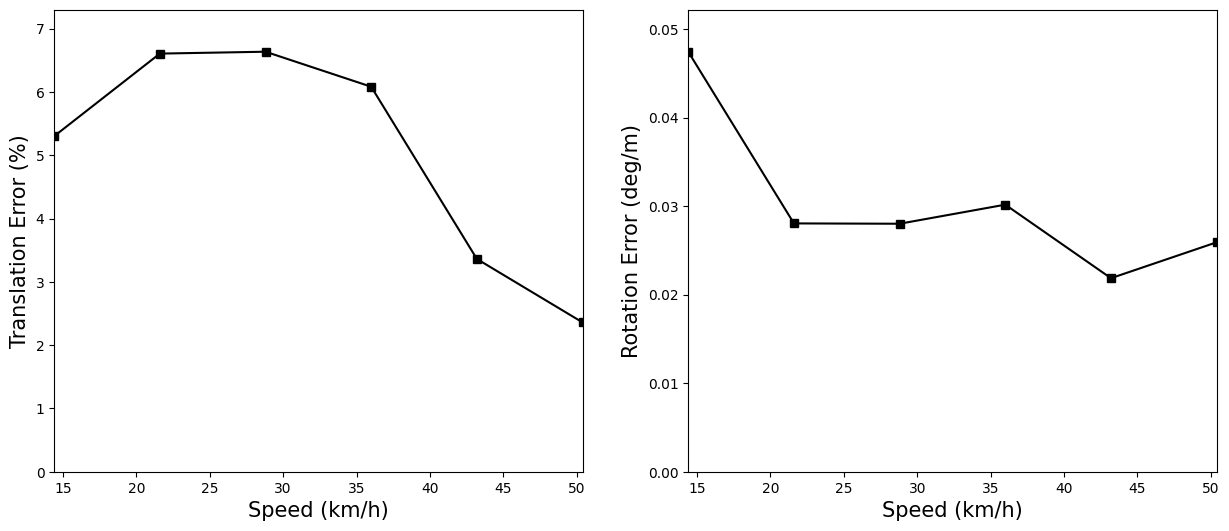 Translation Error (%)
7
6
5
4
3
2
1
0
15 20 25 30 35 40 45 50
Speed (km/h)
Rotation Error (deg/m)
0.05
0.04
0.03
0.02
0.01
0.00
15 20 25 30 35 40 45 50
Speed (km/h)